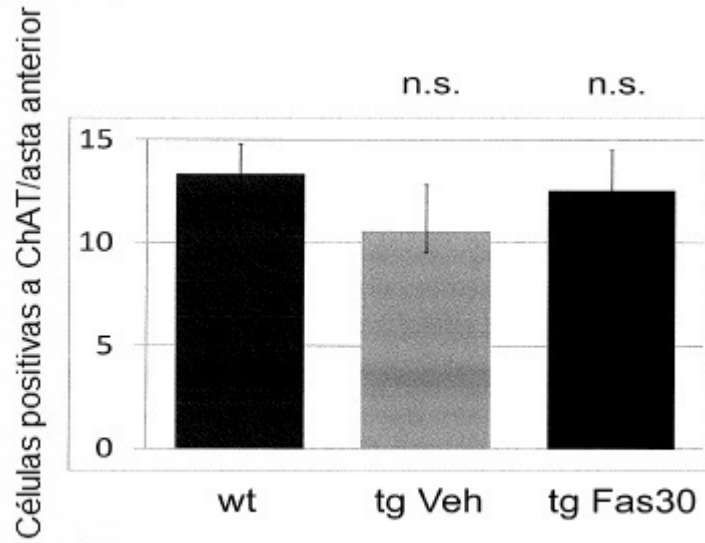 Células positivas a ChAT/asta anterior
n.s. n.s.
15
10
5
0
wt tg Veh tg Fas30